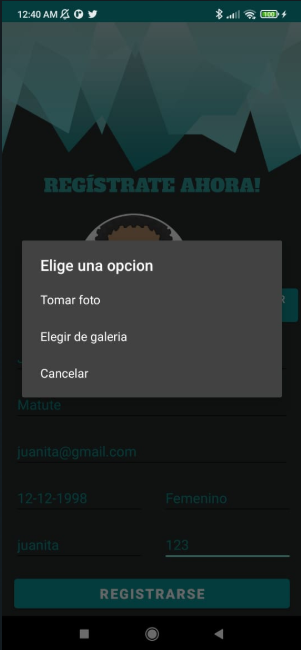 12:40 AM
100
REGÍSTRATE AHORA!
Elige una opcion
Tomar foto
Elegir de galeria
Cancelar
Matute
juanita@gmail.com
12-12-1998 Femenino
juanita 123
REGISTRARSE